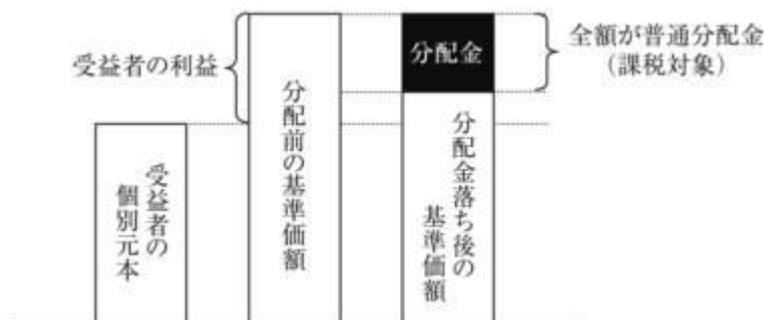 受益者の利益
分配前の基準価額
分配金
全額が普通分配金
（課税対象）
受益者の
個別元本
分配金落ち後の
基準価額